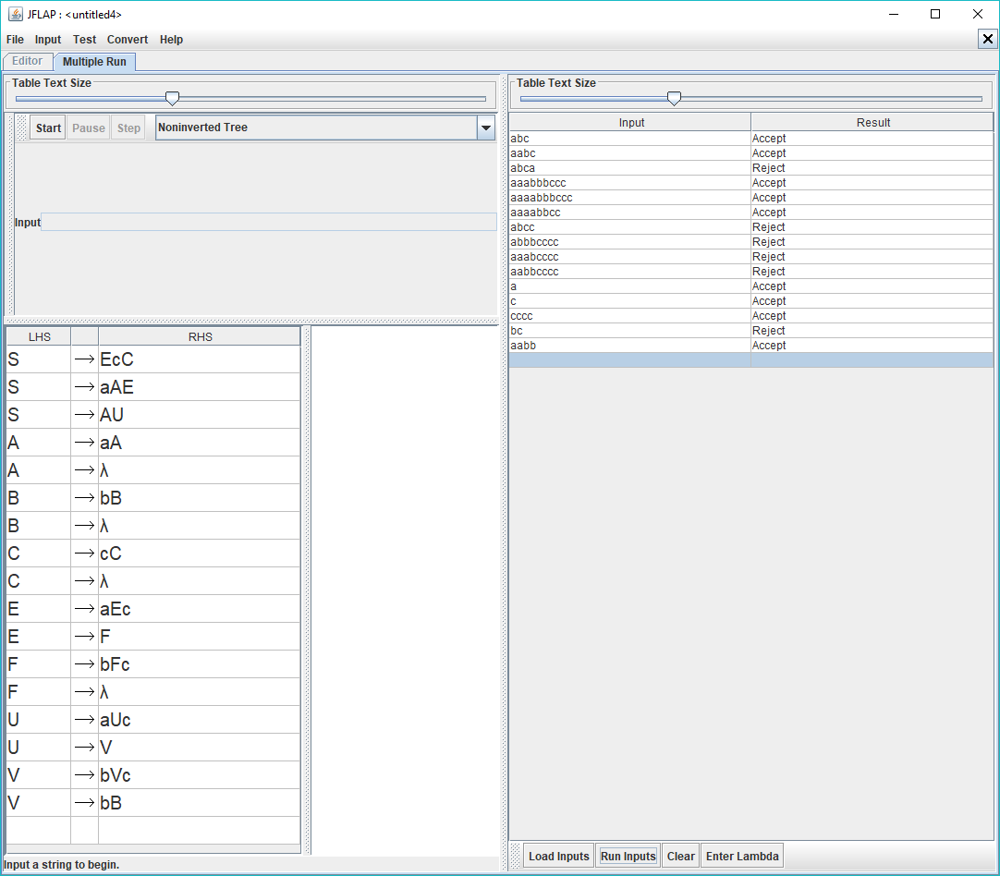 JFLAP : <untitled4>
File Input Test Convert Help
Editor Multiple Run
Table Text Size
Start Pause Step Noninverted Tree
Input
LHS RHS
S → EcC
S → aAE
S → AU
A → aA
A → λ
B → bB
B → λ
C → cC
C → λ
E → aEc
E → F
F → bFc
F → λ
U → aUc
U → V
V → bVc
V → bB
Input a string to begin.
Table Text Size
Input Result
abc Accept
aabc Accept
abca Reject
aaabbbccc Accept
aaaabbbccc Accept
aaaabbcc Accept
abcc Reject
abbbcccc Reject
aaabcccc Reject
aabbcccc Reject
a Accept
c Accept
cccc Accept
bc Reject
aabb Accept
Load Inputs Run Inputs Clear Enter Lambda